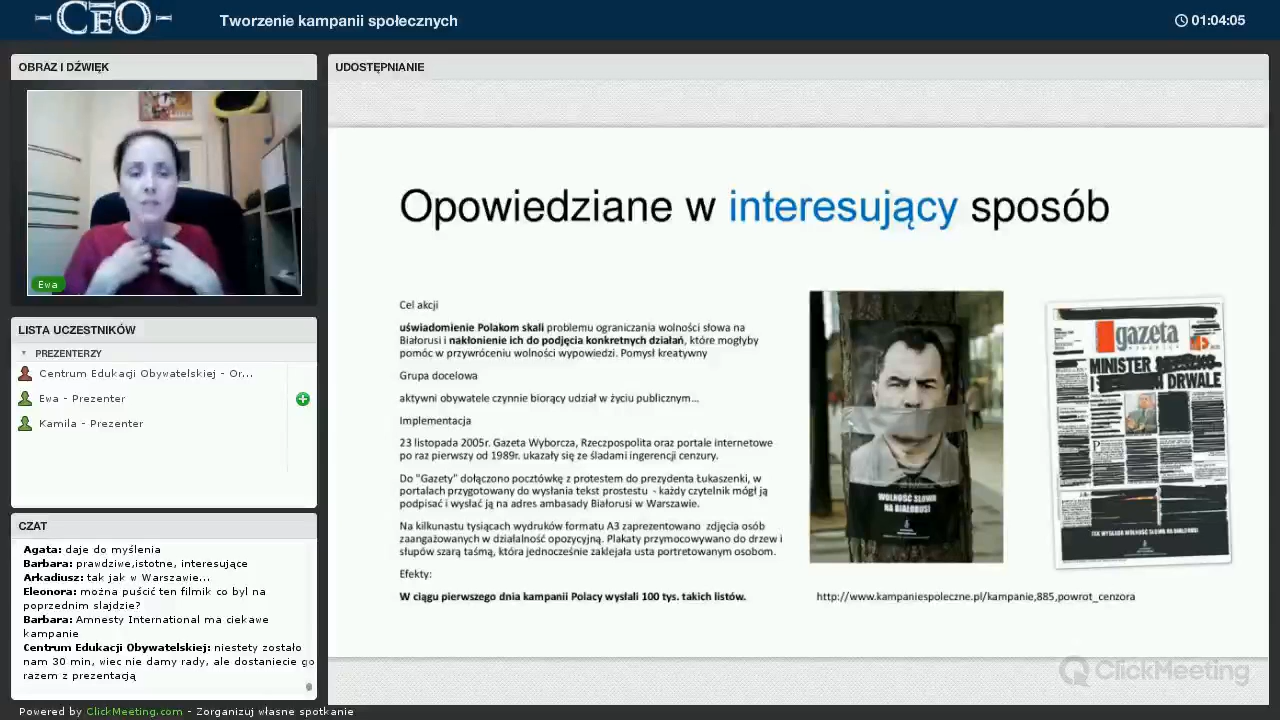 CEO
Tworzenie kampanii społecznych
01:04:05
OBRAZ I DŹWIĘK
Ewa
LISTA UCZESTNIKÓW
PREZENTERZY
Centrum Edukacji Obywatelskiej - Or...
Ewa - Prezenter
Kamila - Prezenter
CZAT
Agata: daje do myślenia
Barbara: prawdziwe,istotne, interesujące
Arkadiusz: tak jak w Warszawie...
Eleonora: można puścić ten filmik co był na
poprzednim slajdzie?
Barbara: Amnesty International ma ciekawe
kampanie
Centrum Edukacji Obywatelskiej: niestety zostało
nam 30 min, wiec nie damy rady, ale dostaniecie go
razem z prezentacją
UDOSTĘPNIANIE
Opowiedziane w interesujący sposób
Cel akcji
uświadomienie Polakom skali problemu ograniczania wolności słowa na
Białorusi i nakłonienie ich do podjęcia konkretnych działań, które mogłyby
pomóc w przywróceniu wolności wypowiedzi. Pomysł kreatywny
Grupa docelowa
aktywni obywatele czynnie biorący udział w życiu publicznym...
Implementacja
23 listopada 2005r. Gazeta Wyborcza, Rzeczpospolita oraz portale internetowe
po raz pierwszy od 1989r. ukazały się ze śladami ingerencji cenzury.
Do "Gazety" dołączono pocztówkę z protestem do prezydenta Łukaszenki, w
portalach przygotowany do wysłania tekst prostestu - każdy czytelnik mógł ją
podpisać i wysłać ją na adres ambasady Białorusi w Warszawie.
Na kilkunastu tysiącach wydruków formatu A3 zaprezentowano zdjęcia osób
zaangażowanych w działalność opozycyjną. Plakaty przymocowywano do drzew i
słupów szarą taśmą, która jednocześnie zaklejała usta portretowanym osobom.
Efekty:
W ciągu pierwszego dnia kampanii Polacy wysłali 100 tys. takich listów.
WOLNOŚĆ SŁOWA
NA BIAŁORUSI
gazeta
MINISTER
I S DRWALE
TAK WYGLĄDA WOLNOŚĆ SŁOWA NA BIAŁORUSI
http://www.kampaniespoleczne.pl/kampanie,885,powrot_cenzora
ClickMeeting
Powered by ClickMeeting.com - Zorganizuj własne spotkanie